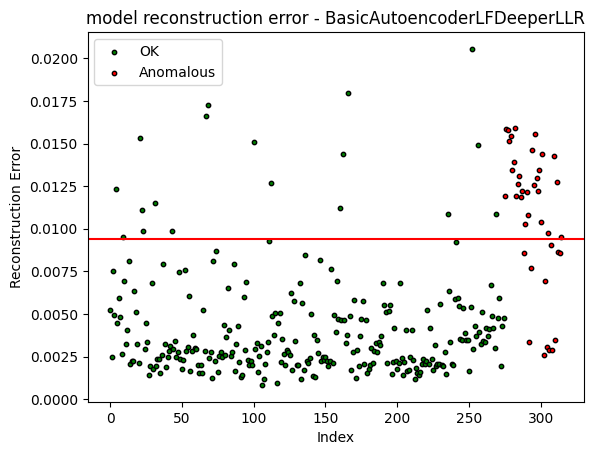 model reconstruction error - BasicAutoencoderLFDeeperLLR
OK
Anomalous
0.0200
0.0175
0.0150
0.0125
0.0100
0.0075
0.0050
0.0025
0.0000
Reconstruction Error
0 50 100 150 200 250 300
Index